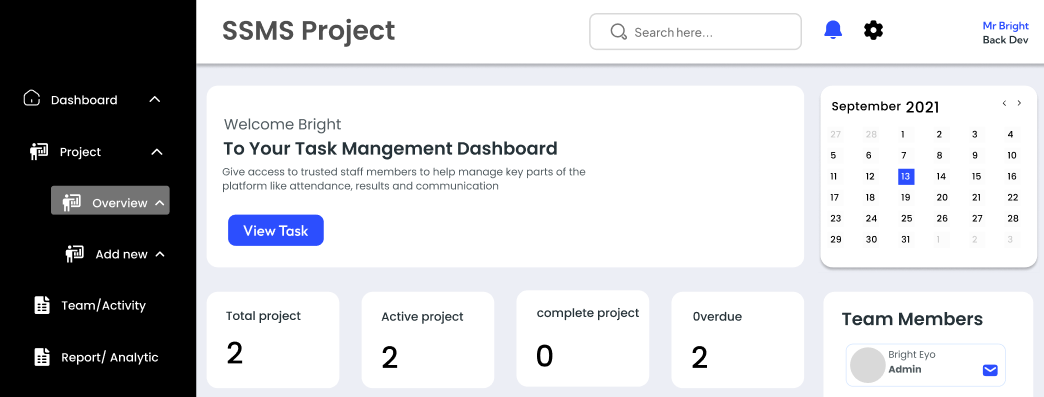 SSMS Project
Search here...
Mr Bright
Back Dev
Dashboard
Project
Overview
Add new
Team/Activity
Report/ Analytic
Welcome Bright
To Your Task Mangement Dashboard
Give access to trusted staff members to help manage key parts of the
platform like attendance, results and communication
View Task
September 2021
27 28 1 2 3 4
5 6 7 8 9 10
11 12 13 14 15 16
17 18 19 20 21 22
23 24 25 26 27 28
29 30 31 1 2 3
Total project
2
Active project
2
complete project
0
0verdue
2
Team Members
Bright Eyo
Admin